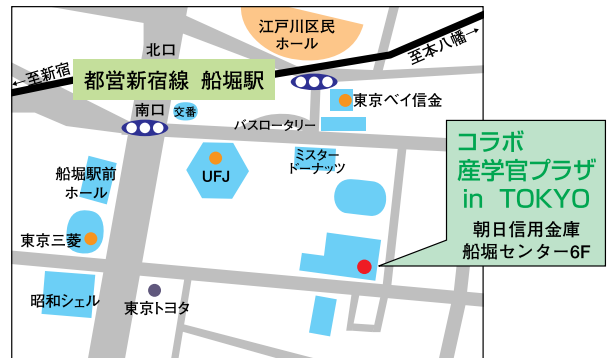 江戸川区民
ホール
北口
←至新宿
至本八幡→
都営新宿線 船堀駅
南口
交番
東京ベイ信金
バスロータリー
コラボ
産学官プラザ
in TOKYO
朝日信用金庫
船堀センター6F
ミスター
ドーナッツ
船堀駅前
ホール
UFJ
東京三菱
昭和シェル
東京トヨタ